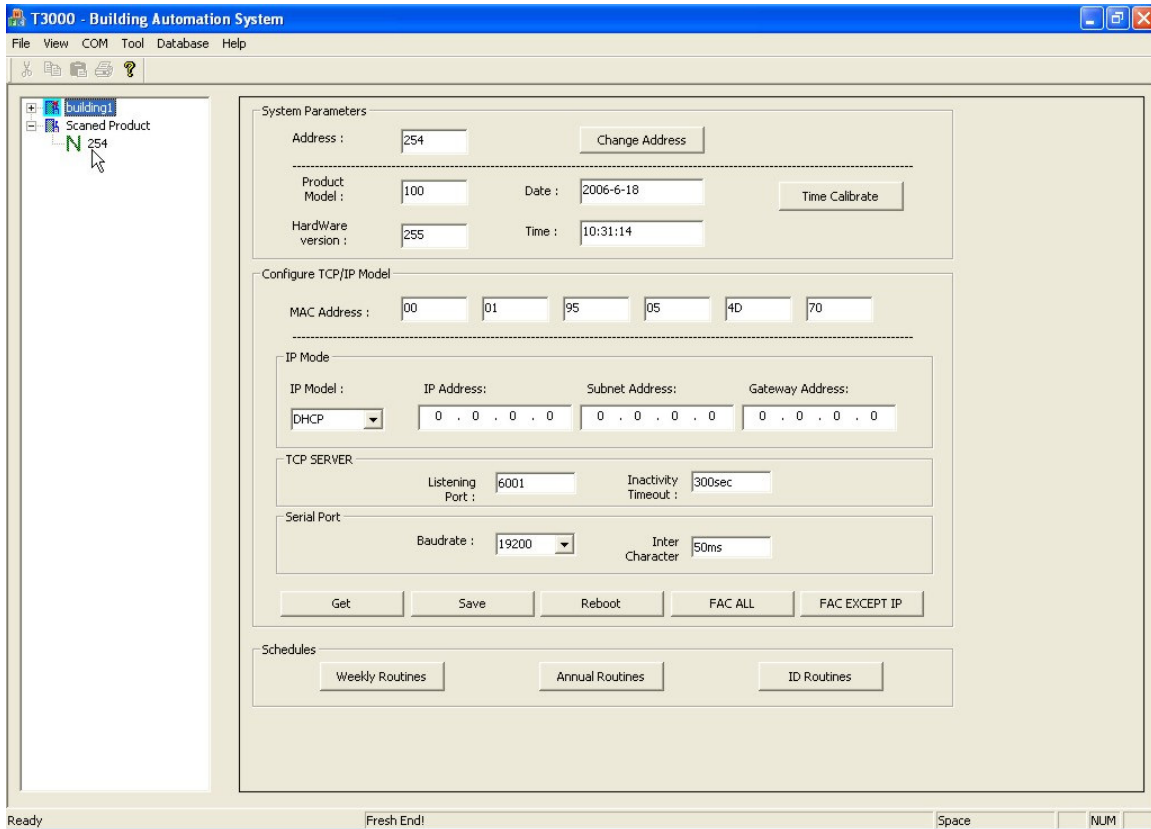 T3000 - Building Automation System
File View COM Tool Database Help
building1
Scaned Product
N 254
System Parameters
Address : 254 Change Address
Product Model : 100 Date : 2006-6-18 Time Calibrate
HardWare version : 255 Time : 10:31:14
Configure TCP/IP Model
MAC Address : 00 01 95 05 4D 70
IP Mode
IP Model : IP Address: Subnet Address: Gateway Address:
DHCP 0 . 0 . 0 . 0 0 . 0 . 0 . 0 0 . 0 . 0 . 0
TCP SERVER
Listening Port : 6001 Inactivity Timeout : 300sec
Serial Port
Baudrate : 19200 Inter Character 50ms
Get Save Reboot FAC ALL FAC EXCEPT IP
Schedules
Weekly Routines Annual Routines ID Routines
Ready Fresh End! Space NUM